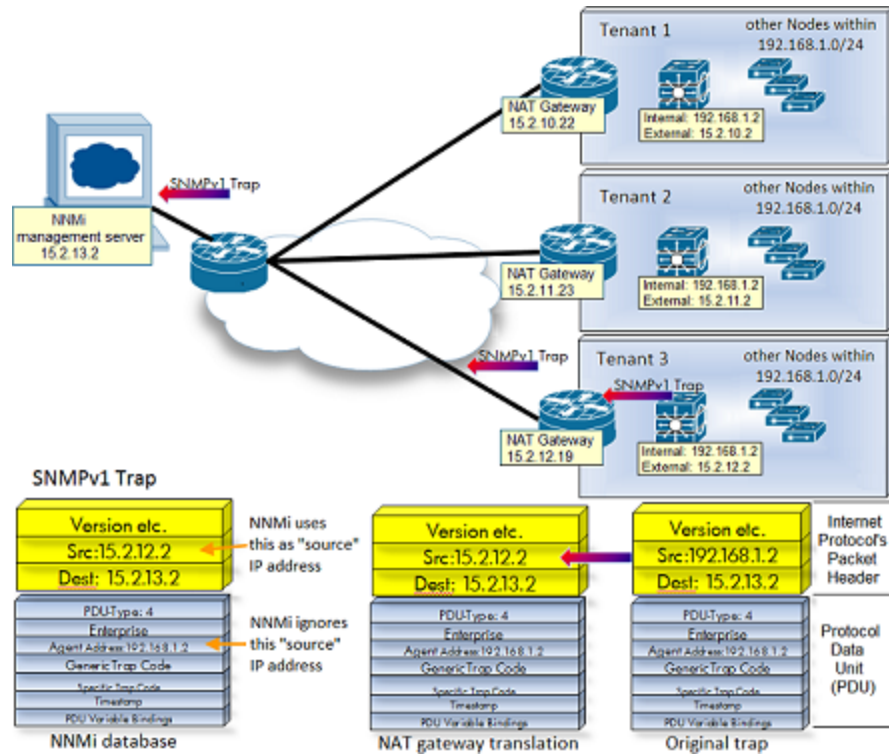 Tenant 1
other Nodes within
192.168.1.0/24
NAT Gateway
15.2.10.22
Internal: 192.168.1.2
External: 15.2.10.2
SNMPv1 Trap
NNMi
management server
15.2.13.2
Tenant 2
other Nodes within
192.168.1.0/24
NAT Gateway
15.2.11.23
Internal: 192.168.1.2
External: 15.2.11.2
SNMPv1 Trap
Tenant 3
other Nodes within
192.168.1.0/24
SNMPv1 Trap
NAT Gateway
15.2.12.19
Internal: 192.168.1.2
External: 15.2.12.2
SNMPv1 Trap
Version etc.
Src:15.2.12.2
Dest: 15.2.13.2
NNMi uses
this as "source"
IP address
PDU-Type: 4
Enterprise
Agent Address:192.168.1.2
GenericTrap Code
Specific Trap Code
Timestamp
PDU Variable Bindings
NNMi ignores
this "source"
IP address
NNMi database
Version etc.
Src:15.2.12.2
Dest: 15.2.13.2
PDU-Type: 4
Enterprise
Agent Address:192.168.1.2
GenericTrap Code
Specific Trap Code
Timestamp
PDU Variable Bindings
NAT gateway translation
Version etc.
Src:192.168.1.2
Dest: 15.2.13.2
PDU-Type: 4
Enterprise
Agent Address:192.168.1.2
GenericTrap Code
Specific Trap Code
Timestamp
PDU Variable Bindings
Original trap
Internet
Protocol's
Packet
Header
Protocol
Data
Unit
(PDU)